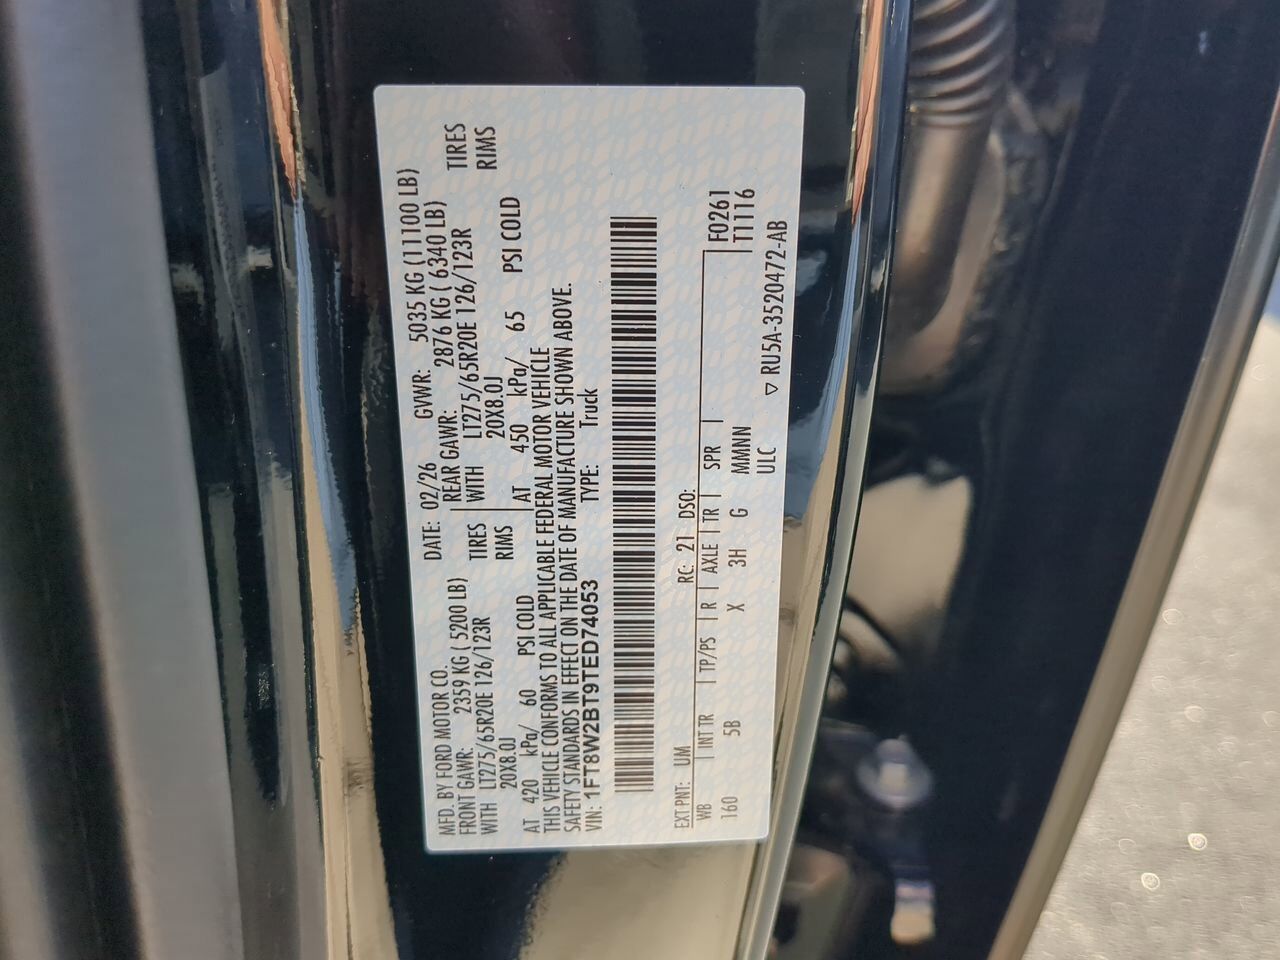 MFD. BY FORD MOTOR CO. DATE: 02/26 GVWR: 5035 KG (11100 LB)
FRONT GAWR: 2359 KG ( 5200 LB) REAR GAWR: 2876 KG ( 6340 LB)
WITH LT275/65R20E 126/123R TIRES WITH LT275/65R20E 126/123R TIRES
20X8.0J RIMS 20X8.0J RIMS
AT 420 kPa/ 60 PSI COLD AT 450 kPa/ 65 PSI COLD
THIS VEHICLE CONFORMS TO ALL APPLICABLE FEDERAL MOTOR VEHICLE
SAFETY STANDARDS IN EFFECT ON THE DATE OF MANUFACTURE SHOWN ABOVE.
VIN: 1FT8W2BT9TED74053 TYPE: Truck
EXT PNT: UM RC: 21 DSO:
WB INT TR TP/PS R AXLE TR SPR F0261
160 5B X 3H G MMNN T1116
ULC ▽ RU5A-3520472-AB